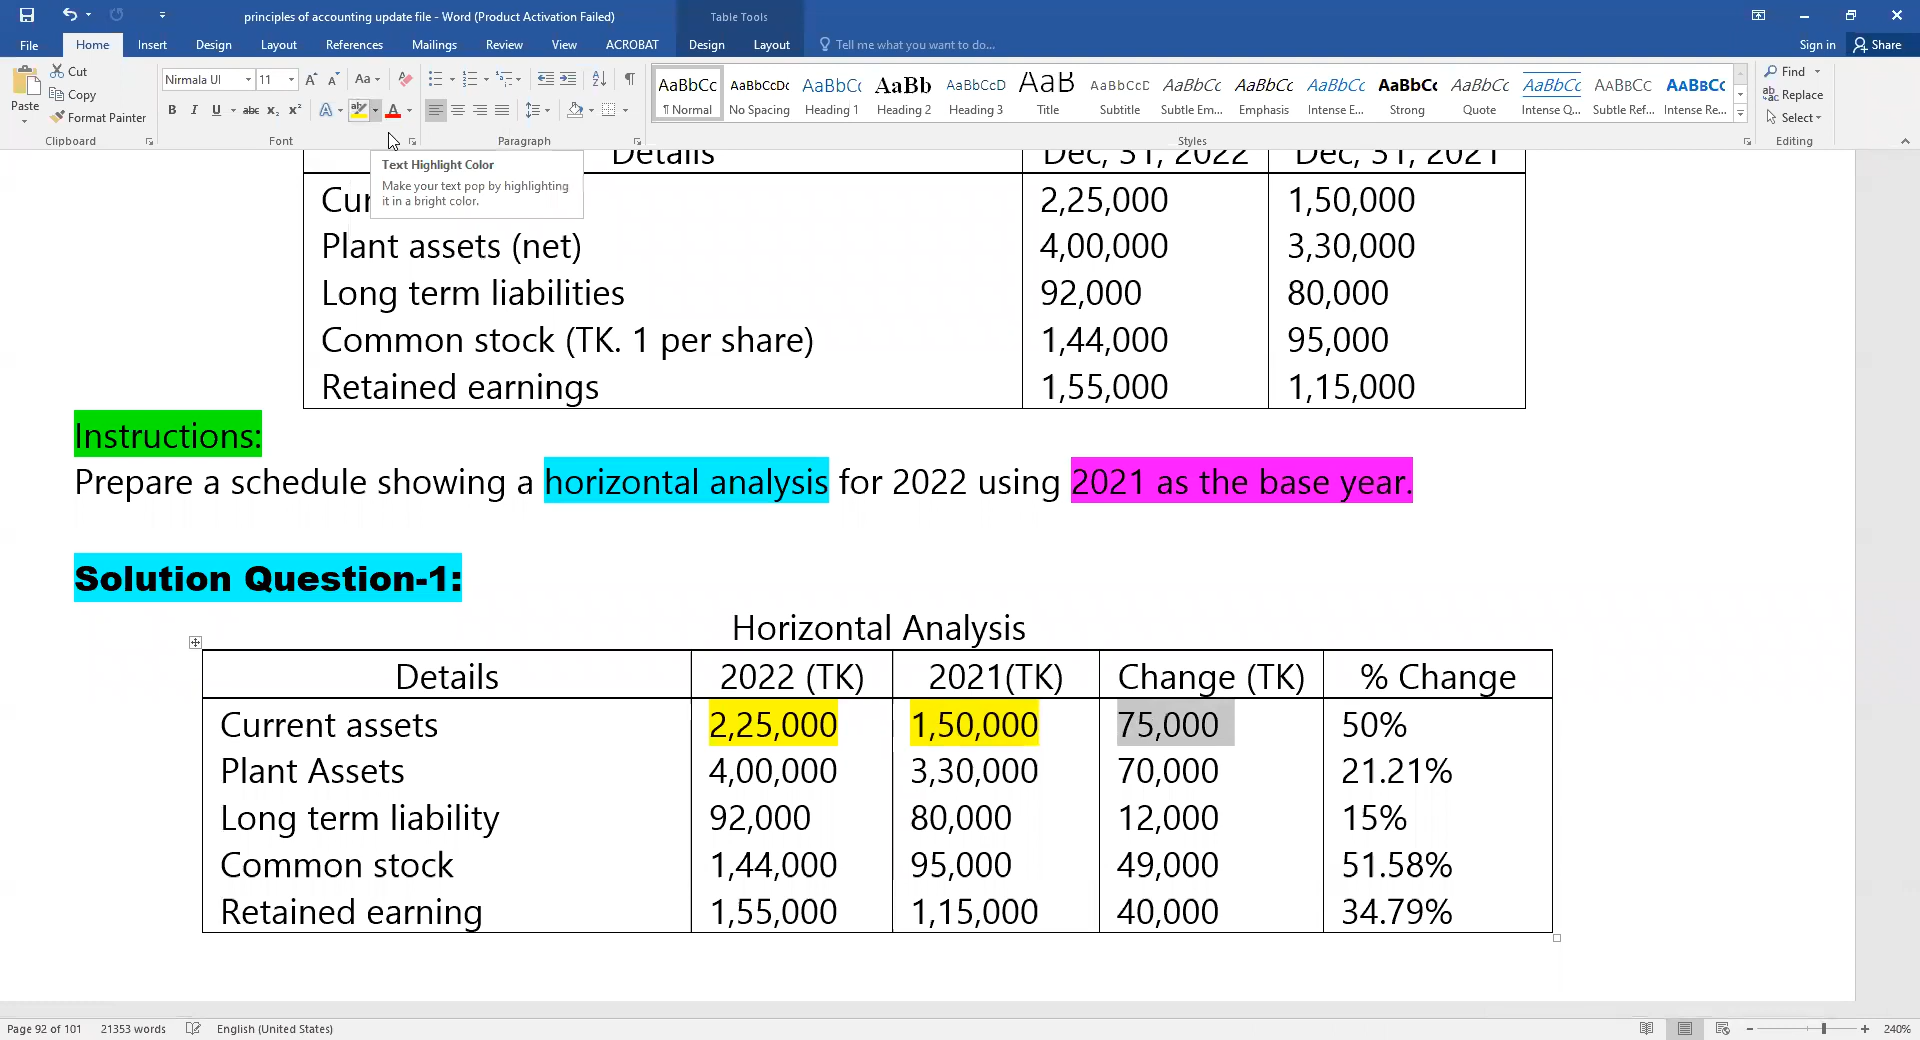 principles of accounting update file - Word (Product Activation Failed)
Table Tools
File Home Insert Design Layout References Mailings Review View ACROBAT Design Layout Tell me what you want to do... Sign in Share
Paste
Cut
Copy
Format Painter
Clipboard
Nirmala UI 11
Font
Paragraph
AaBbCc AaBbCcDc AaBbCc AaBb AaBbCcD AaB AaBbCcD AaBbCc AaBbCc AaBbCc AaBbCc AaBbCc AaBbCc AaBbCc AaBbCc
¶ Normal No Spacing Heading 1 Heading 2 Heading 3 Title Subtitle Subtle Em... Emphasis Intense E... Strong Quote Intense Q... Subtle Ref... Intense Re...
Styles
Find
Replace
Select
Editing
Text Highlight Color
Make your text pop by highlighting
it in a bright color.
Details Dec, 31, 2022 Dec, 31, 2021
Cur 2,25,000 1,50,000
Plant assets (net) 4,00,000 3,30,000
Long term liabilities 92,000 80,000
Common stock (TK. 1 per share) 1,44,000 95,000
Retained earnings 1,55,000 1,15,000
Instructions:
Prepare a schedule showing a horizontal analysis for 2022 using 2021 as the base year.
Solution Question-1:
Horizontal Analysis
Details 2022 (TK) 2021(TK) Change (TK) % Change
Current assets 2,25,000 1,50,000 75,000 50%
Plant Assets 4,00,000 3,30,000 70,000 21.21%
Long term liability 92,000 80,000 12,000 15%
Common stock 1,44,000 95,000 49,000 51.58%
Retained earning 1,55,000 1,15,000 40,000 34.79%
Page 92 of 101 21353 words English (United States) 240%